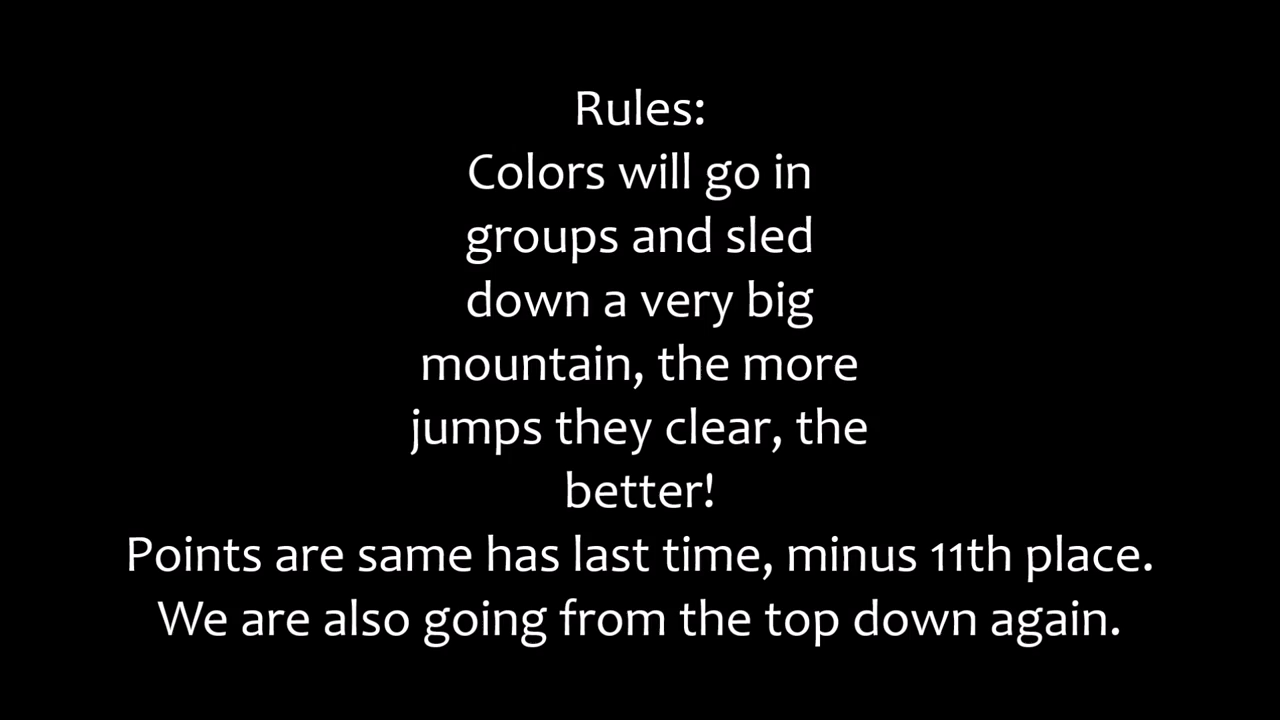 Rules:
Colors will go in
groups and sled
down a very big
mountain, the more
jumps they clear, the
better!
Points are same has last time, minus 11th place.
We are also going from the top down again.